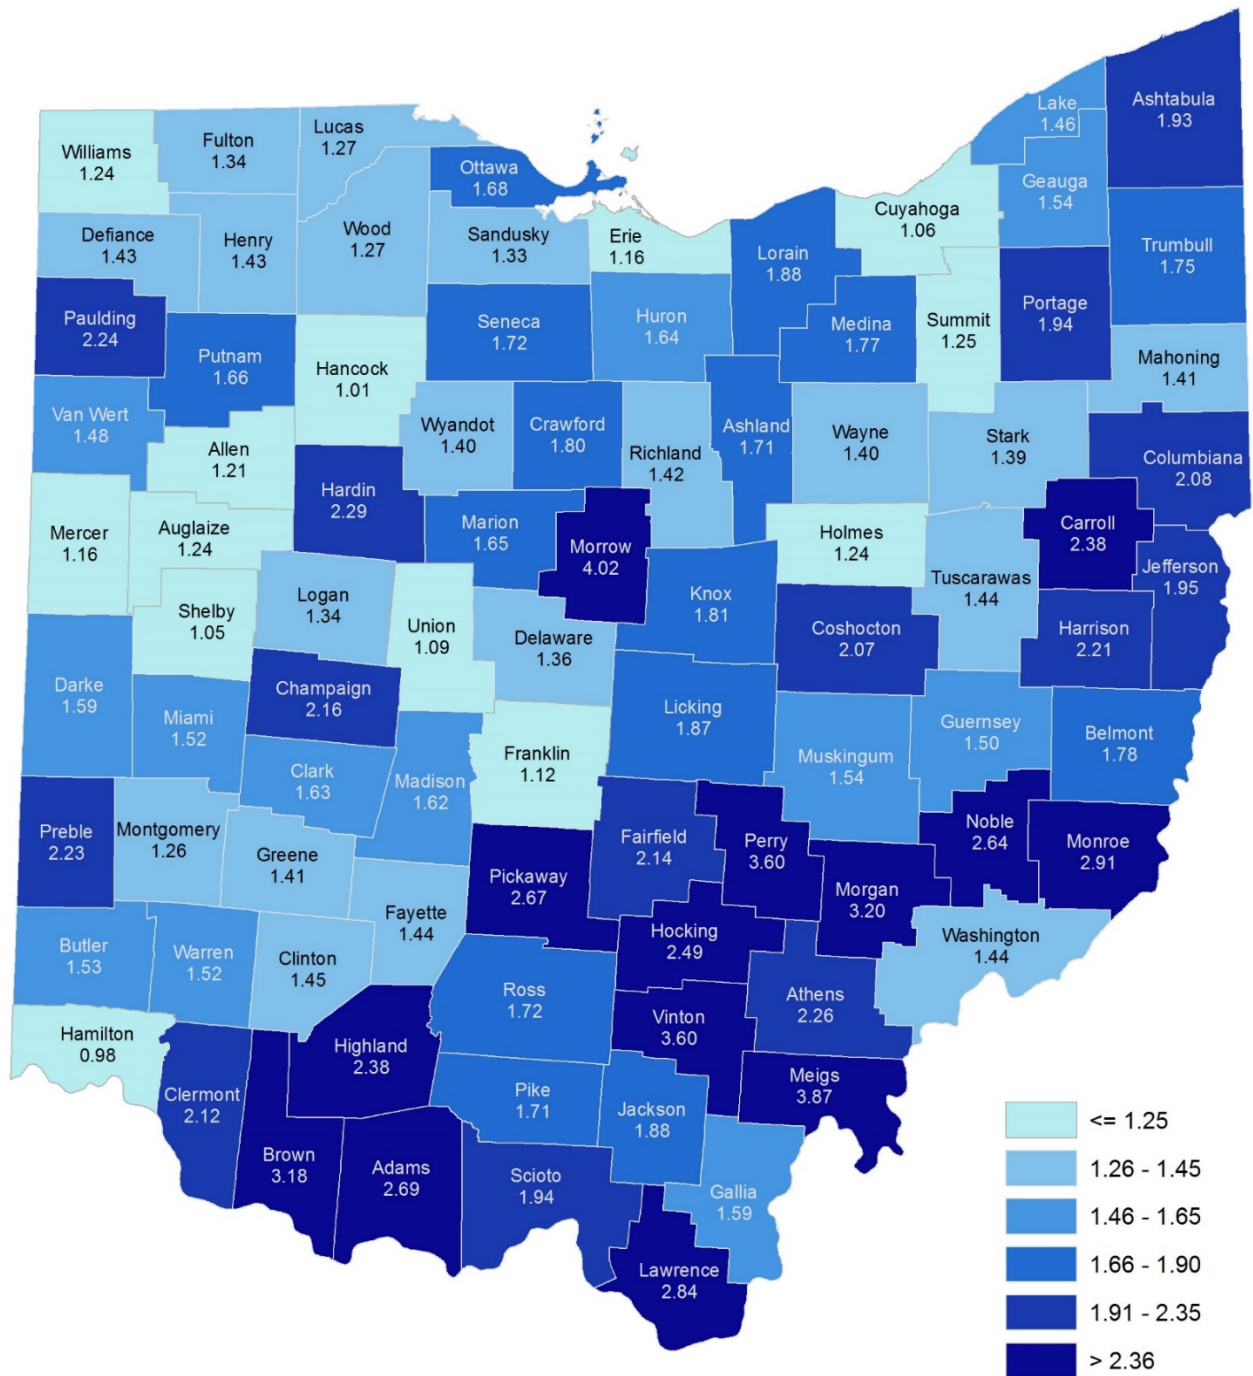 Lake
1.46
Ashtabula
1.93
Williams
1.24
Fulton
1.34
Lucas
1.27
Ottawa
1.68
Geauga
1.54
Cuyahoga
1.06
Defiance
1.43
Henry
1.43
Wood
1.27
Sandusky
1.33
Erie
1.16
Lorain
1.88
Trumbull
1.75
Paulding
2.24
Putnam
1.66
Hancock
1.01
Seneca
1.72
Huron
1.64
Medina
1.77
Summit
1.25
Portage
1.94
Mahoning
1.41
Van Wert
1.48
Allen
1.21
Wyandot
1.40
Crawford
1.80
Richland
1.42
Ashland
1.71
Wayne
1.40
Stark
1.39
Columbiana
2.08
Hardin
2.29
Mercer
1.16
Auglaize
1.24
Marion
1.65
Morrow
4.02
Holmes
1.24
Carroll
2.38
Tuscarawas
1.44
Jefferson
1.95
Shelby
1.05
Logan
1.34
Union
1.09
Delaware
1.36
Knox
1.81
Coshocton
2.07
Harrison
2.21
Darke
1.59
Miami
1.52
Champaign
2.16
Licking
1.87
Guernsey
1.50
Belmont
1.78
Clark
1.63
Madison
1.62
Franklin
1.12
Muskingum
1.54
Preble
2.23
Montgomery
1.26
Greene
1.41
Fairfield
2.14
Perry
3.60
Noble
2.64
Monroe
2.91
Pickaway
2.67
Morgan
3.20
Fayette
1.44
Hocking
2.49
Washington
1.44
Butler
1.53
Warren
1.52
Clinton
1.45
Ross
1.72
Athens
2.26
Vinton
3.60
Hamilton
0.98
Highland
2.38
Meigs
3.87
Clermont
2.12
Pike
1.71
Jackson
1.88
Brown
3.18
Adams
2.69
Scioto
1.94
Gallia
1.59
Lawrence
2.84
<= 1.25
1.26 - 1.45
1.46 - 1.65
1.66 - 1.90
1.91 - 2.35
> 2.36